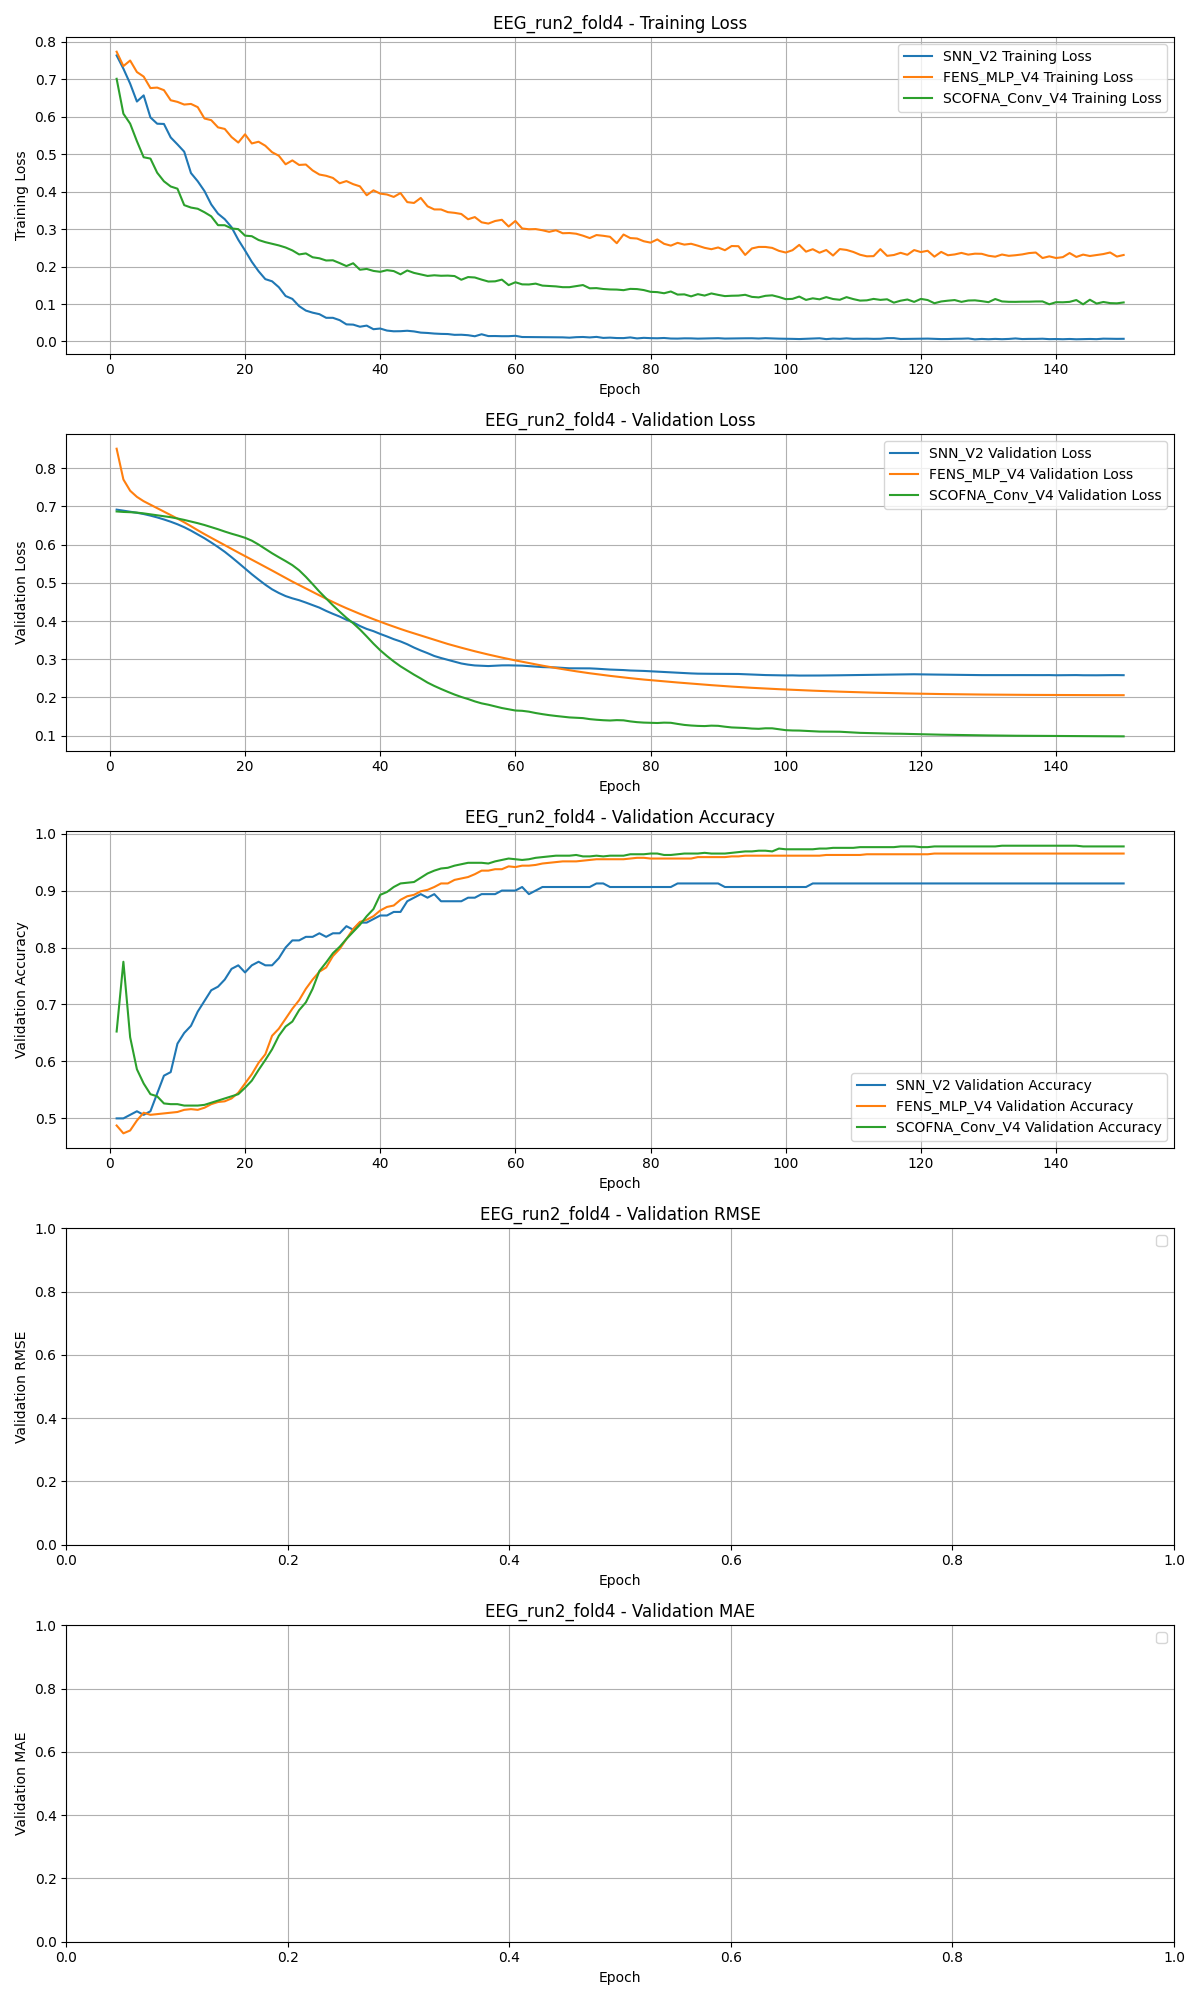 EEG_run2_fold4 - Training Loss
Training Loss
0.8
0.7
0.6
0.5
0.4
0.3
0.2
0.1
0.0
SNN_V2 Training Loss
FENS_MLP_V4 Training Loss
SCOFNA_Conv_V4 Training Loss
0 20 40 60 80 100 120 140
Epoch
EEG_run2_fold4 - Validation Loss
Validation Loss
0.8
0.7
0.6
0.5
0.4
0.3
0.2
0.1
SNN_V2 Validation Loss
FENS_MLP_V4 Validation Loss
SCOFNA_Conv_V4 Validation Loss
0 20 40 60 80 100 120 140
Epoch
EEG_run2_fold4 - Validation Accuracy
Validation Accuracy
1.0
0.9
0.8
0.7
0.6
0.5
SNN_V2 Validation Accuracy
FENS_MLP_V4 Validation Accuracy
SCOFNA_Conv_V4 Validation Accuracy
0 20 40 60 80 100 120 140
Epoch
EEG_run2_fold4 - Validation RMSE
Validation RMSE
1.0
0.8
0.6
0.4
0.2
0.0
0.0 0.2 0.4 0.6 0.8 1.0
Epoch
EEG_run2_fold4 - Validation MAE
Validation MAE
1.0
0.8
0.6
0.4
0.2
0.0
0.0 0.2 0.4 0.6 0.8 1.0
Epoch